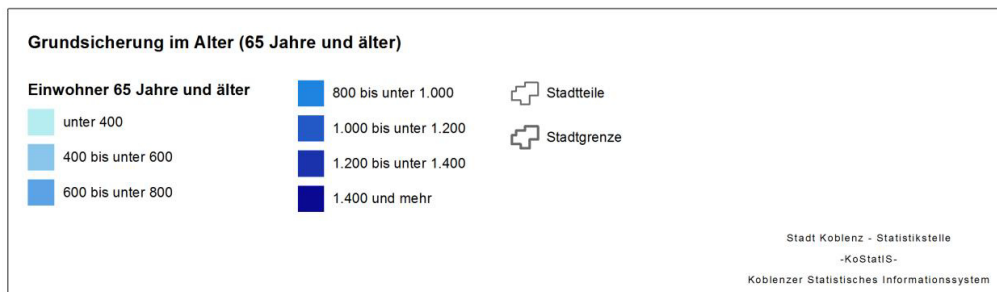 Grundsicherung im Alter (65 Jahre und älter)
Einwohner 65 Jahre und älter
unter 400
400 bis unter 600
600 bis unter 800
800 bis unter 1.000
1.000 bis unter 1.200
1.200 bis unter 1.400
1.400 und mehr
Stadtteile
Stadtgrenze
Stadt Koblenz - Statistikstelle
-KoStatIS-
Koblenzer Statistisches Informationssystem